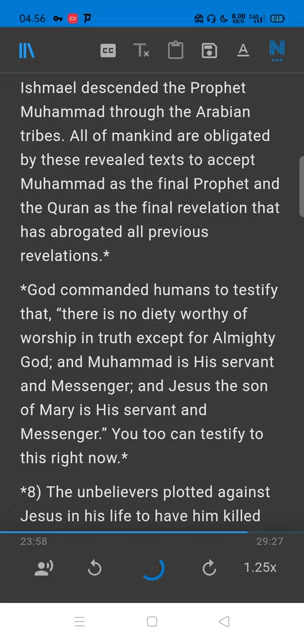 04.56
0,00
KB/S
Ishmael descended the Prophet
Muhammad through the Arabian
tribes. All of mankind are obligated
by these revealed texts to accept
Muhammad as the final Prophet and
the Quran as the final revelation that
has abrogated all previous
revelations.*
*God commanded humans to testify
that, “there is no diety worthy of
worship in truth except for Almighty
God; and Muhammad is His servant
and Messenger; and Jesus the son
of Mary is His servant and
Messenger.” You too can testify to
this right now.*
*8) The unbelievers plotted against
Jesus in his life to have him killed
23:58
29:27
1.25x